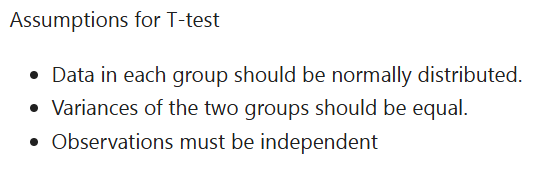 Assumptions for T-test
• Data in each group should be normally distributed.
• Variances of the two groups should be equal.
• Observations must be independent